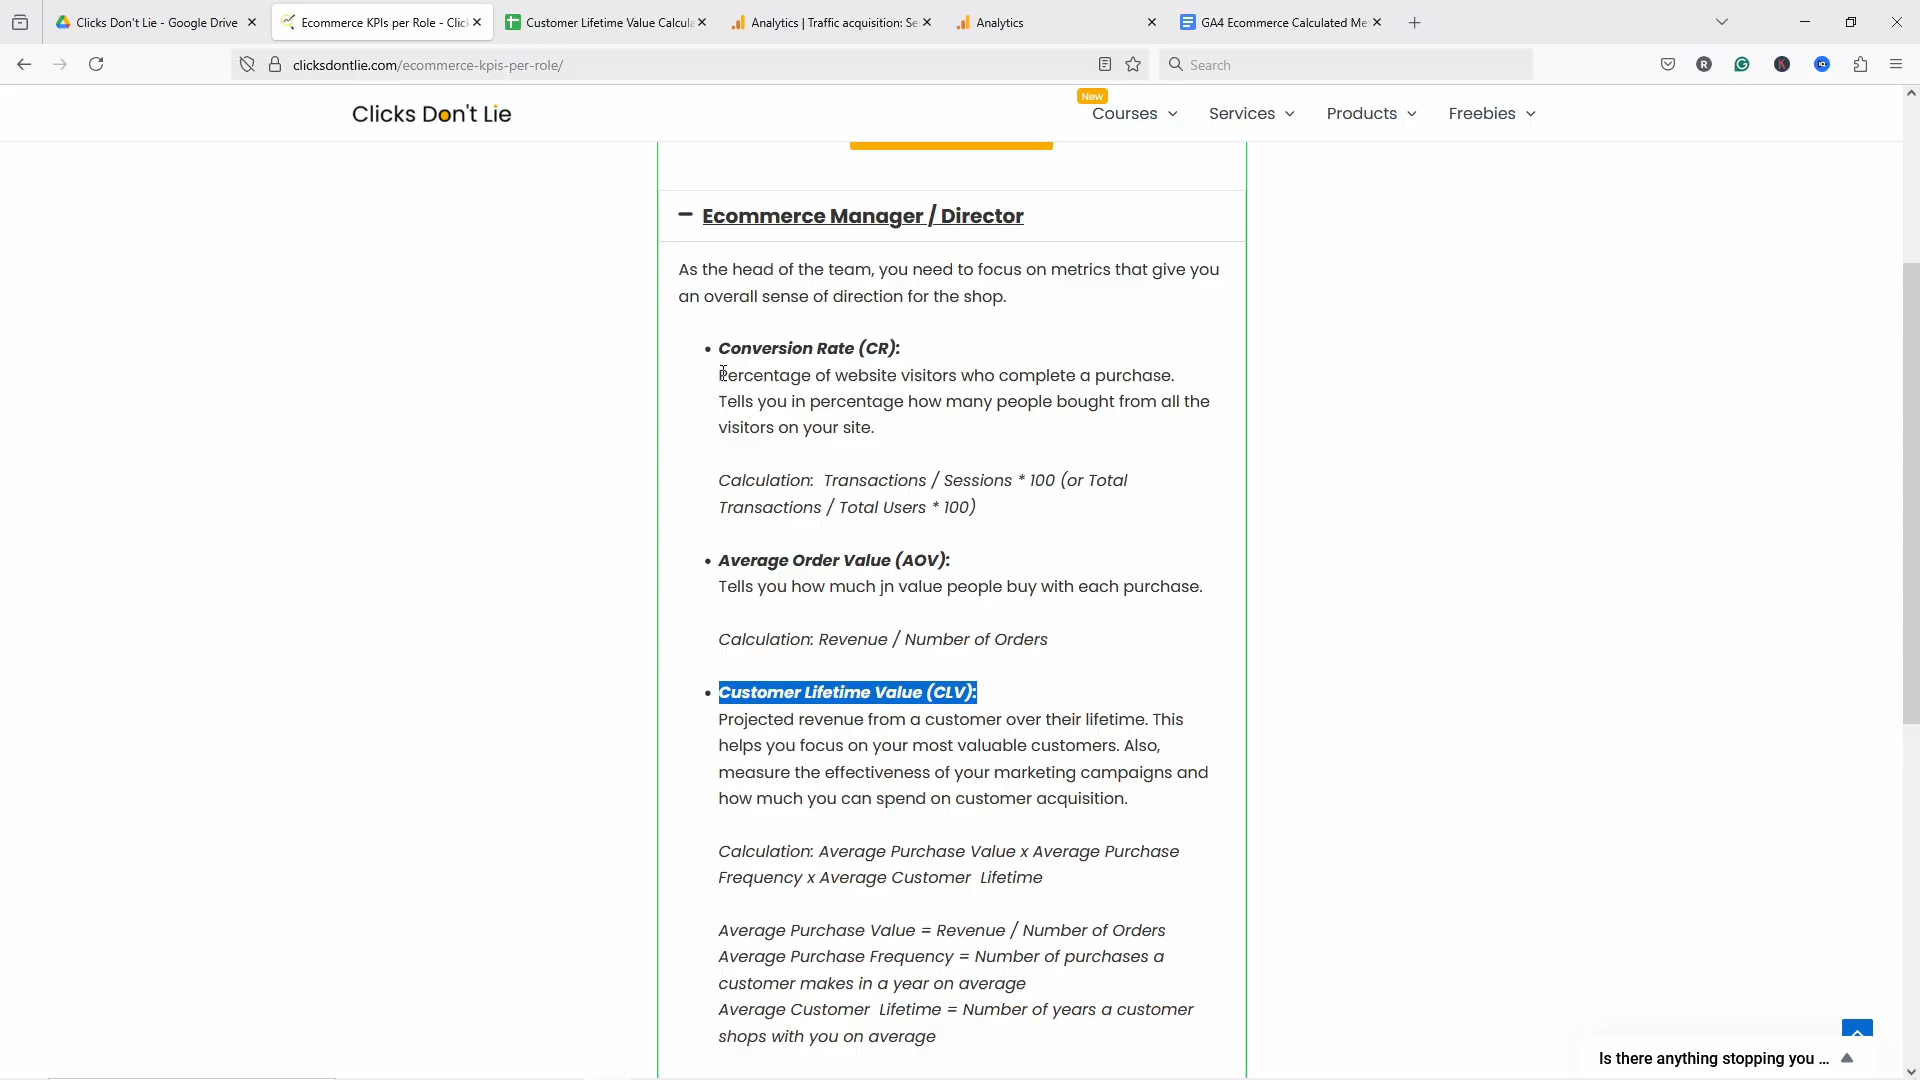 Clicks Don't Lie - Google Drive
Ecommerce KPIs per Role - Click
Customer Lifetime Value Calcula
Analytics | Traffic acquisition: Se
Analytics
GA4 Ecommerce Calculated Me
clicksdontlie.com/ecommerce-kpis-per-role/
Search
Clicks Don't Lie
New
Courses
Services
Products
Freebies
Ecommerce Manager / Director
As the head of the team, you need to focus on metrics that give you
an overall sense of direction for the shop.
• Conversion Rate (CR):
Percentage of website visitors who complete a purchase.
Tells you in percentage how many people bought from all the
visitors on your site.
Calculation:  Transactions / Sessions * 100 (or Total
Transactions / Total Users * 100)
• Average Order Value (AOV):
Tells you how much jn value people buy with each purchase.
Calculation: Revenue / Number of Orders
• Customer Lifetime Value (CLV):
Projected revenue from a customer over their lifetime. This
helps you focus on your most valuable customers. Also,
measure the effectiveness of your marketing campaigns and
how much you can spend on customer acquisition.
Calculation: Average Purchase Value x Average Purchase
Frequency x Average Customer  Lifetime
Average Purchase Value = Revenue / Number of Orders
Average Purchase Frequency = Number of purchases a
customer makes in a year on average
Average Customer  Lifetime = Number of years a customer
shops with you on average
Is there anything stopping you ...